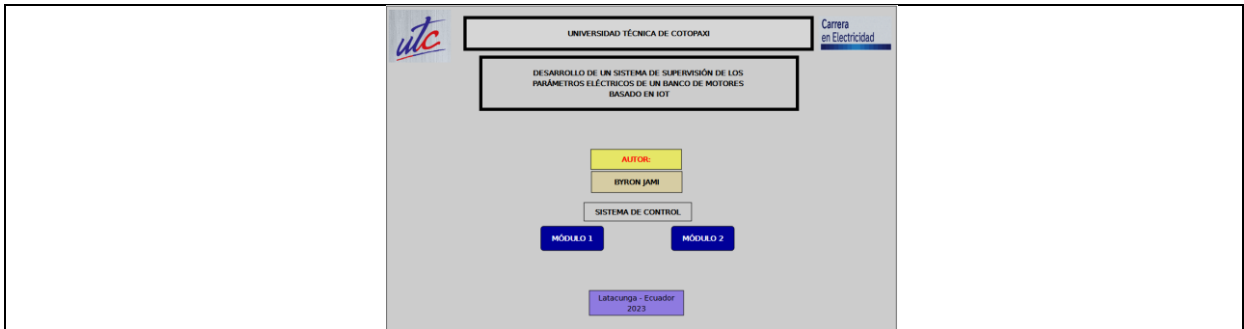 utc
UNIVERSIDAD TÉCNICA DE COTOPAXI
Carrera
en Electricidad
DESARROLLO DE UN SISTEMA DE SUPERVISIÓN DE LOS
PARÁMETROS ELÉCTRICOS DE UN BANCO DE MOTORES
BASADO EN IOT
AUTOR:
BYRON JAMI
SISTEMA DE CONTROL
MÓDULO 1
MÓDULO 2
Latacunga - Ecuador
2023